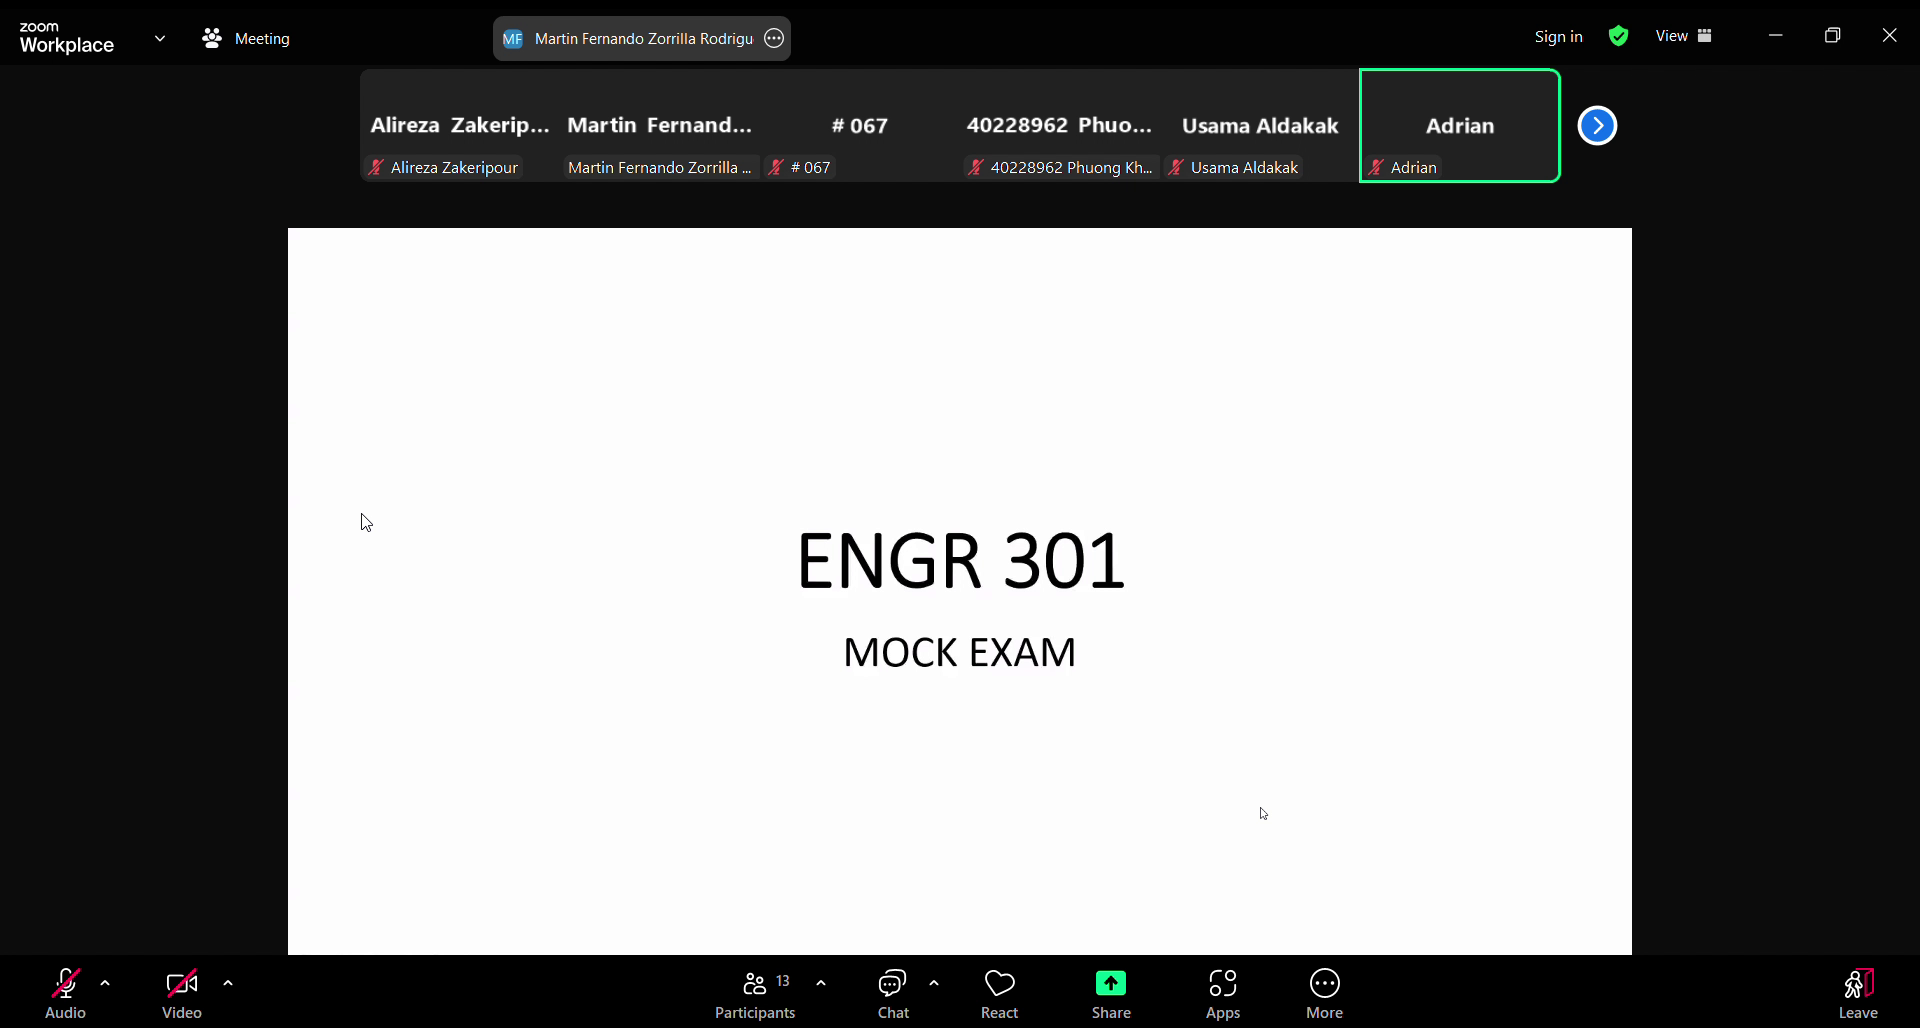 zoom
Workplace
Meeting
MF Martin Fernando Zorrilla Rodrigu
Sign in
View
Alireza Zakerip...
Martin Fernand...
# 067
40228962 Phuo...
Usama Aldakak
Adrian
Alireza Zakeripour
Martin Fernando Zorrilla ...
# 067
40228962 Phuong Kh...
Usama Aldakak
Adrian
ENGR 301
MOCK EXAM
13
Audio
Video
Participants
Chat
React
Share
Apps
More
Leave